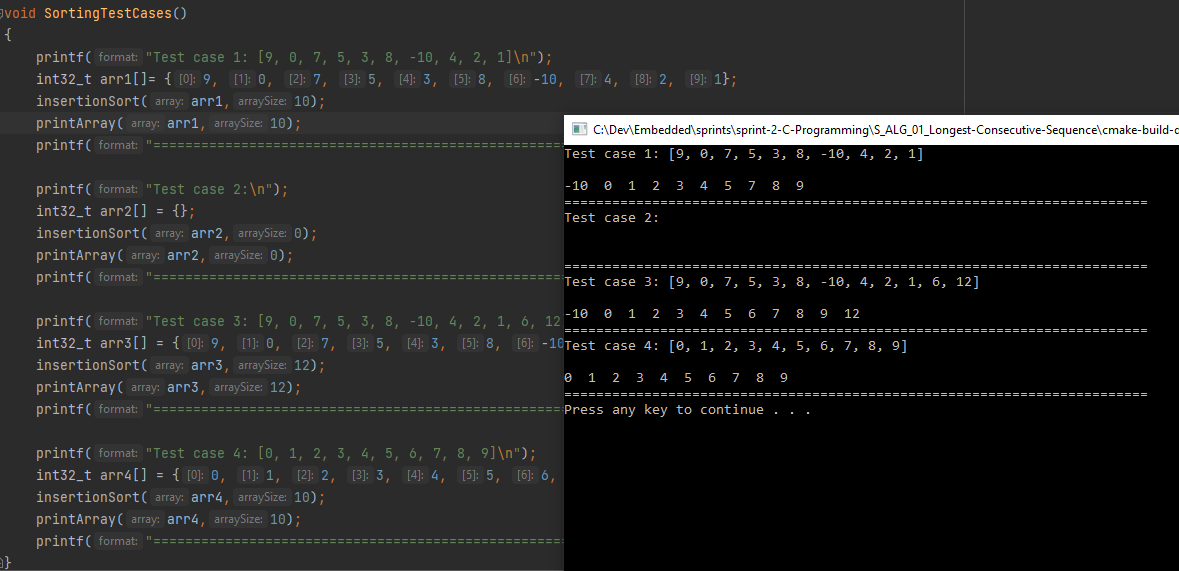 void SortingTestCases()
{
printf( format: "Test case 1: [9, 0, 7, 5, 3, 8, -10, 4, 2, 1]\n");
int32_t arr1[]= { [0]: 9, [1]: 0, [2]: 7, [3]: 5, [4]: 3, [5]: 8, [6]: -10, [7]: 4, [8]: 2, [9]: 1};
insertionSort( array: arr1, arraySize: 10);
printArray( array: arr1, arraySize: 10);
printf( format: "===================================================
printf( format: "Test case 2:\n");
int32_t arr2[] = {};
insertionSort( array: arr2, arraySize: 0);
printArray( array: arr2, arraySize: 0);
printf( format: "===================================================
printf( format: "Test case 3: [9, 0, 7, 5, 3, 8, -10, 4, 2, 1, 6, 12
int32_t arr3[] = { [0]: 9, [1]: 0, [2]: 7, [3]: 5, [4]: 3, [5]: 8, [6]: -10
insertionSort( array: arr3, arraySize: 12);
printArray( array: arr3, arraySize: 12);
printf( format: "===================================================
printf( format: "Test case 4: [0, 1, 2, 3, 4, 5, 6, 7, 8, 9]\n");
int32_t arr4[] = { [0]: 0, [1]: 1, [2]: 2, [3]: 3, [4]: 4, [5]: 5, [6]: 6,
insertionSort( array: arr4, arraySize: 10);
printArray( array: arr4, arraySize: 10);
printf( format: "===================================================
}
C:\Dev\Embedded\sprints\sprint-2-C-Programming\S_ALG_01_Longest-Consecutive-Sequence\cmake-build-d
Test case 1: [9, 0, 7, 5, 3, 8, -10, 4, 2, 1]
-10 0 1 2 3 4 5 7 8 9
=========================================================================
Test case 2:
=========================================================================
Test case 3: [9, 0, 7, 5, 3, 8, -10, 4, 2, 1, 6, 12]
-10 0 1 2 3 4 5 6 7 8 9 12
=========================================================================
Test case 4: [0, 1, 2, 3, 4, 5, 6, 7, 8, 9]
0 1 2 3 4 5 6 7 8 9
=========================================================================
Press any key to continue . . .